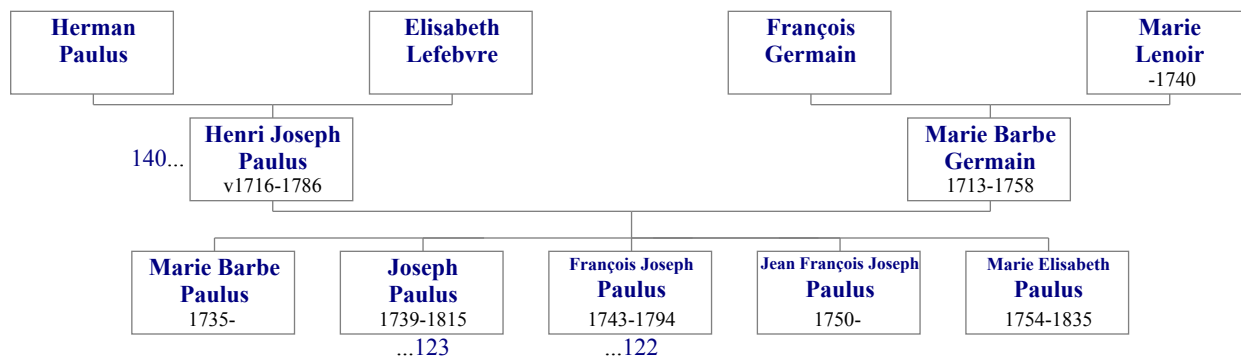 Herman
Paulus
Elisabeth
Lefebvre
François
Germain
Marie
Lenoir
-1740
140...
Henri Joseph
Paulus
v1716-1786
Marie Barbe
Germain
1713-1758
Marie Barbe
Paulus
1735-
Joseph
Paulus
1739-1815
...123
François Joseph
Paulus
1743-1794
...122
Jean François Joseph
Paulus
1750-
Marie Elisabeth
Paulus
1754-1835